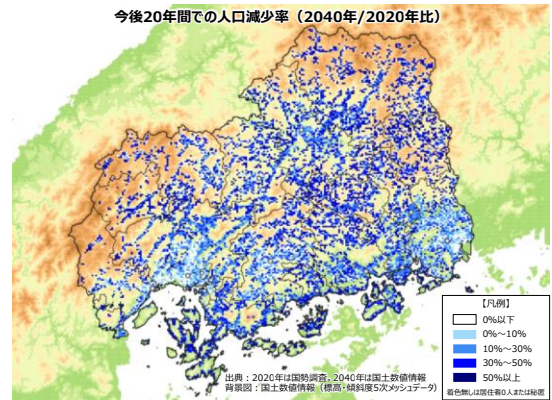 今後20年間での人口減少率（2040年/2020年比）
【凡例】
0%以下
0%～10%
10%～30%
30%～50%
50%以上
着色無しは居住者0人または秘匿
出典：2020年は国勢調査、2040年は国土数値情報
背景図：国土数値情報（標高・傾斜度5次メッシュデータ）